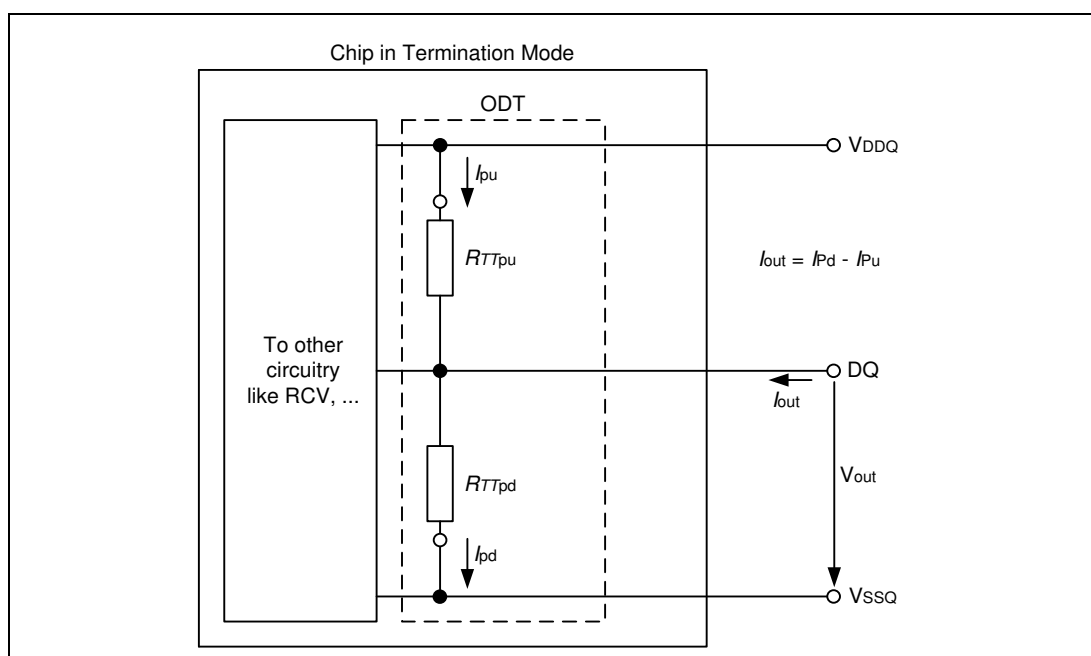 Chip in Termination Mode
ODT
VDDQ
Ipu
RTTpu
Iout = IPd - IPu
To other
circuitry
like RCV, ...
DQ
Iout
RTTpd
Vout
Ipd
VSSQ